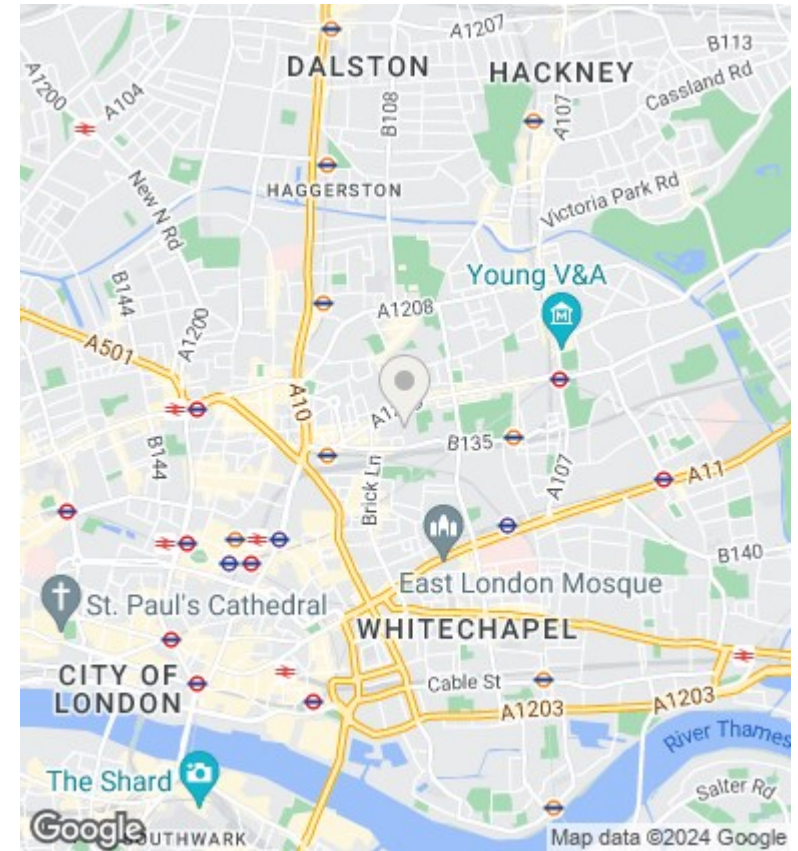 A1207
B113
DALSTON
HACKNEY
A1200
A104
B108
A107
Cassland Rd
New N Rd
HAGGERSTON
Victoria Park Rd
B144
A1200
Young V&A
A1208
A501
A10
B144
B135
A107
Brick Ln
A11
B140
East London Mosque
St. Paul's Cathedral
WHITECHAPEL
CITY OF
LONDON
Cable St
A1203
A1203
River Thames
The Shard
Salter Rd
Google
SOUTHWARK
Map data ©2024 Google